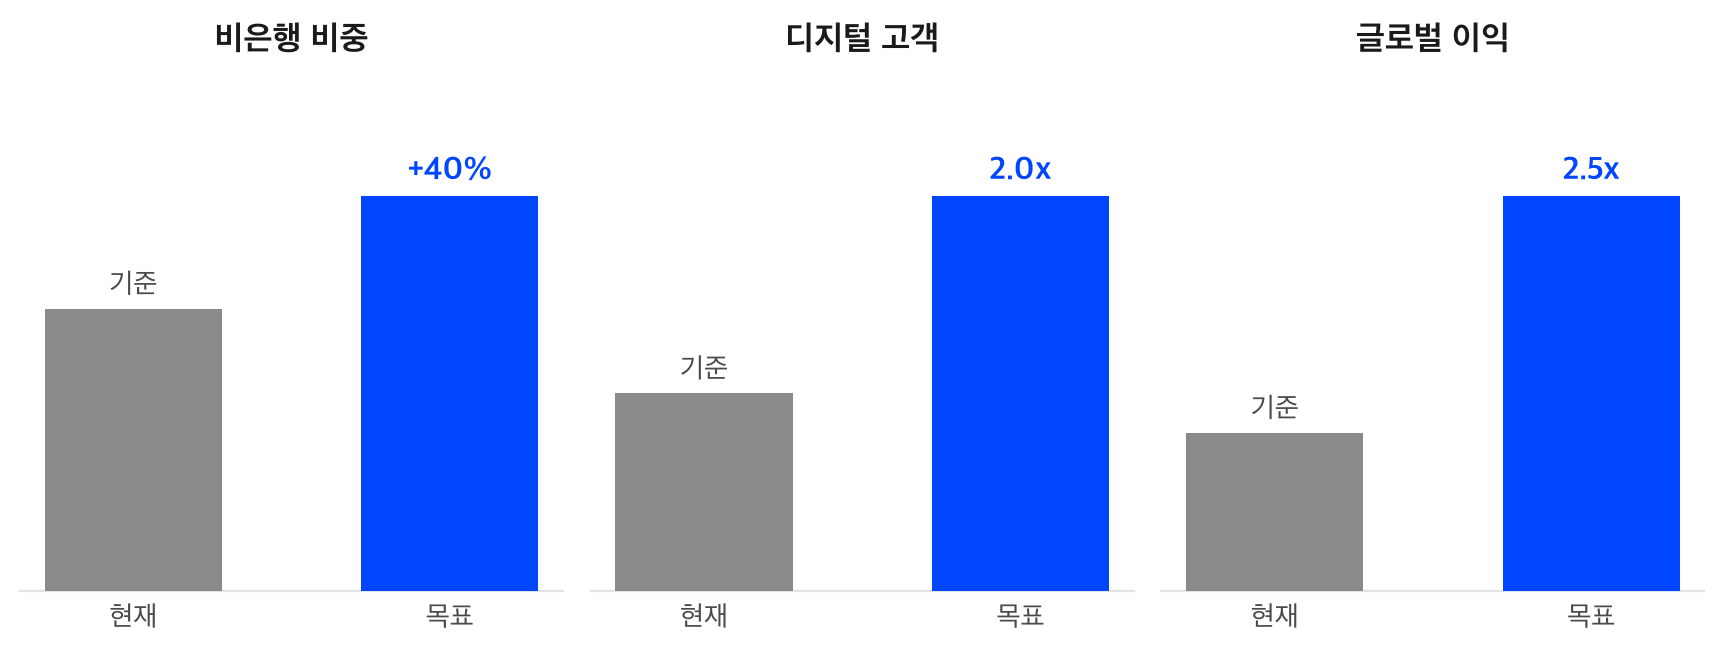 비은행 비중
+40%
기준
현재
목표
디지털 고객
2.0x
기준
현재
목표
글로벌 이익
2.5x
기준
현재
목표